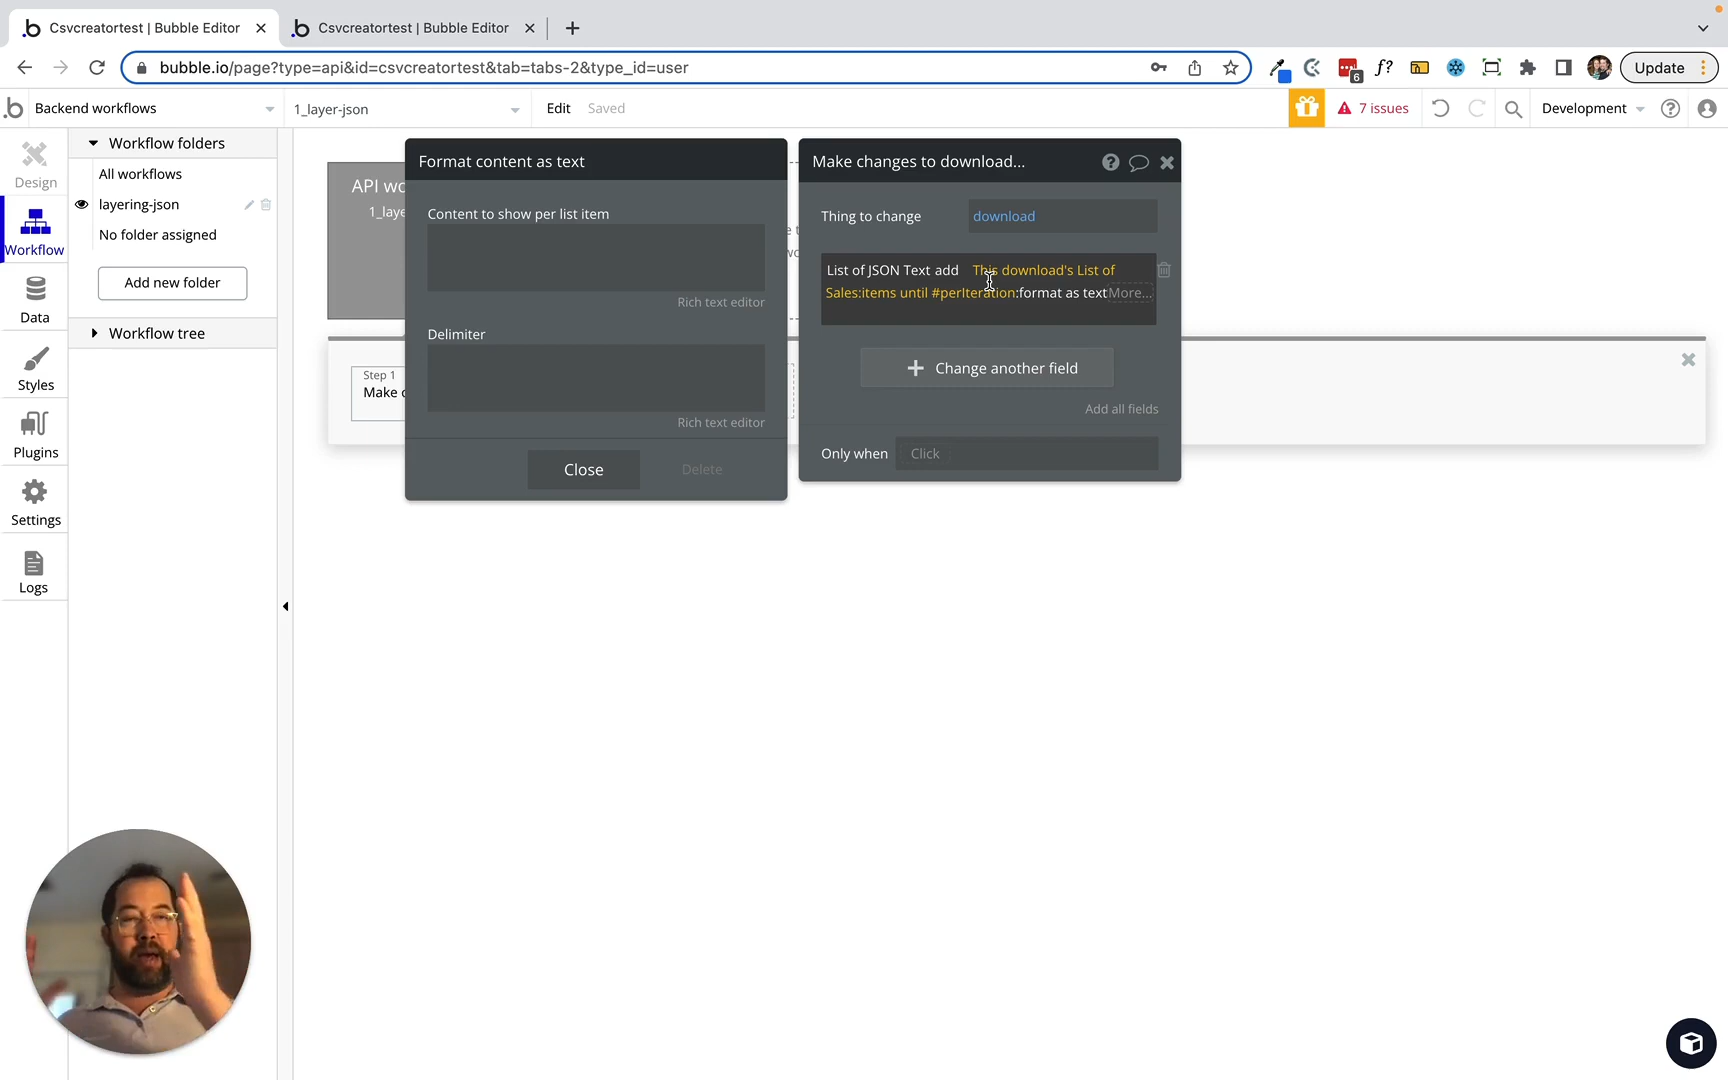 Csvcreatortest | Bubble Editor
Csvcreatortest | Bubble Editor
bubble.io/page?type=api&id=csvcreatortest&tab=tabs-2&type_id=user
6
f?
Update
Backend workflows
1_layer-json
Edit
Saved
7 issues
Development
Design
Workflow
Data
Styles
Plugins
Settings
Logs
Workflow folders
All workflows
layering-json
No folder assigned
Add new folder
Workflow tree
API wo
1_laye
Step 1
Make c
Format content as text
Content to show per list item
Rich text editor
Delimiter
Rich text editor
Close
Delete
Make changes to download...
Thing to change
download
List of JSON Text add This download's List of
Sales:items until #perIteration:format as text More...
Change another field
Add all fields
Only when
Click